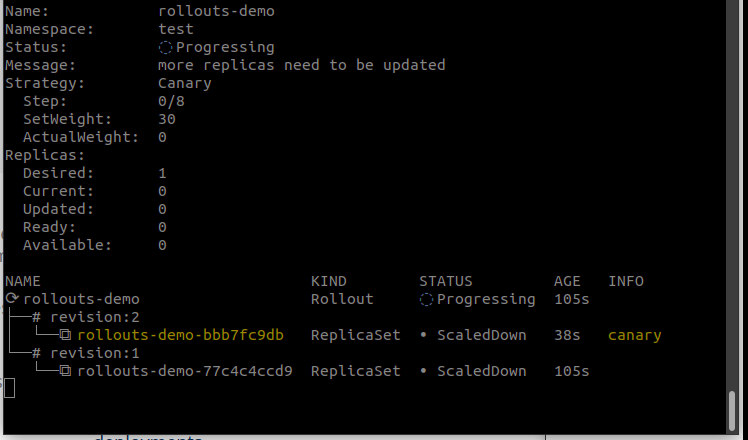 Name: rollouts-demo
Namespace: test
Status: ◌ Progressing
Message: more replicas need to be updated
Strategy: Canary
Step: 0/8
SetWeight: 30
ActualWeight: 0
Replicas:
Desired: 1
Current: 0
Updated: 0
Ready: 0
Available: 0
NAME KIND STATUS AGE INFO
⟳ rollouts-demo Rollout ◌ Progressing 105s
├──# revision:2
│ └──⧉ rollouts-demo-bbb7fc9db ReplicaSet • ScaledDown 38s canary
└──# revision:1
└──⧉ rollouts-demo-77c4c4ccd9 ReplicaSet • ScaledDown 105s